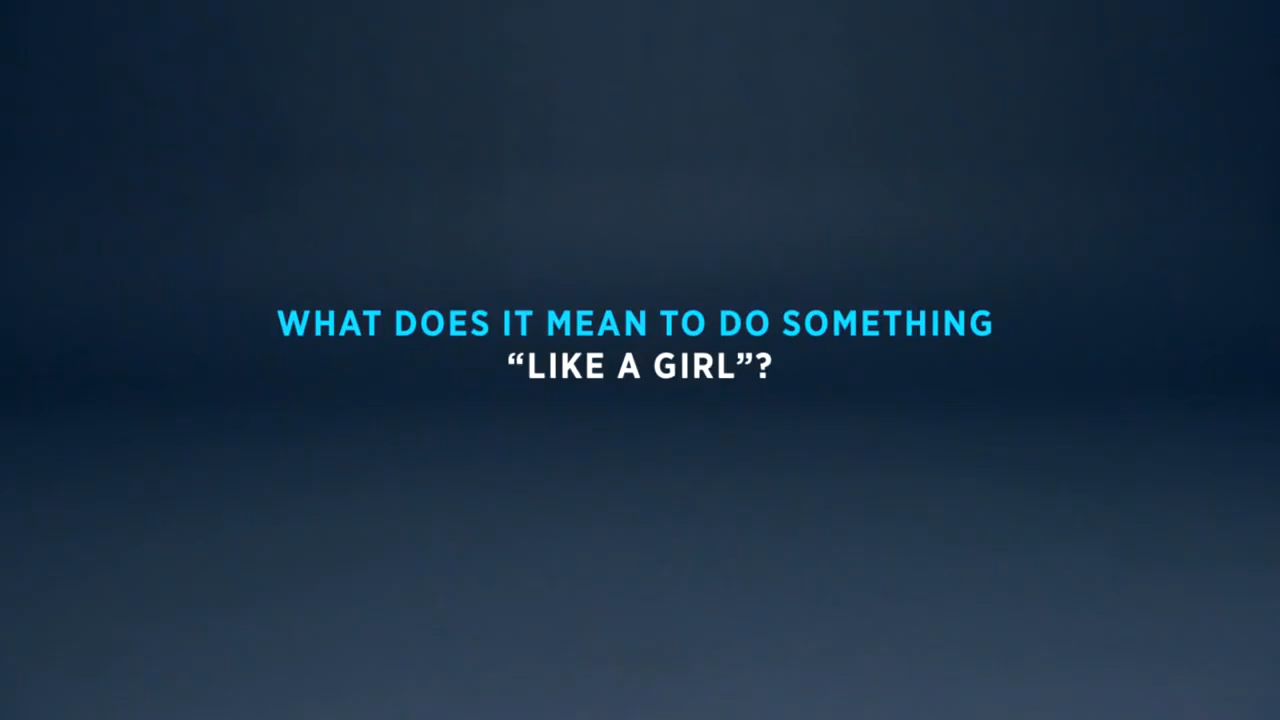 WHAT DOES IT MEAN TO DO SOMETHING
“LIKE A GIRL”?